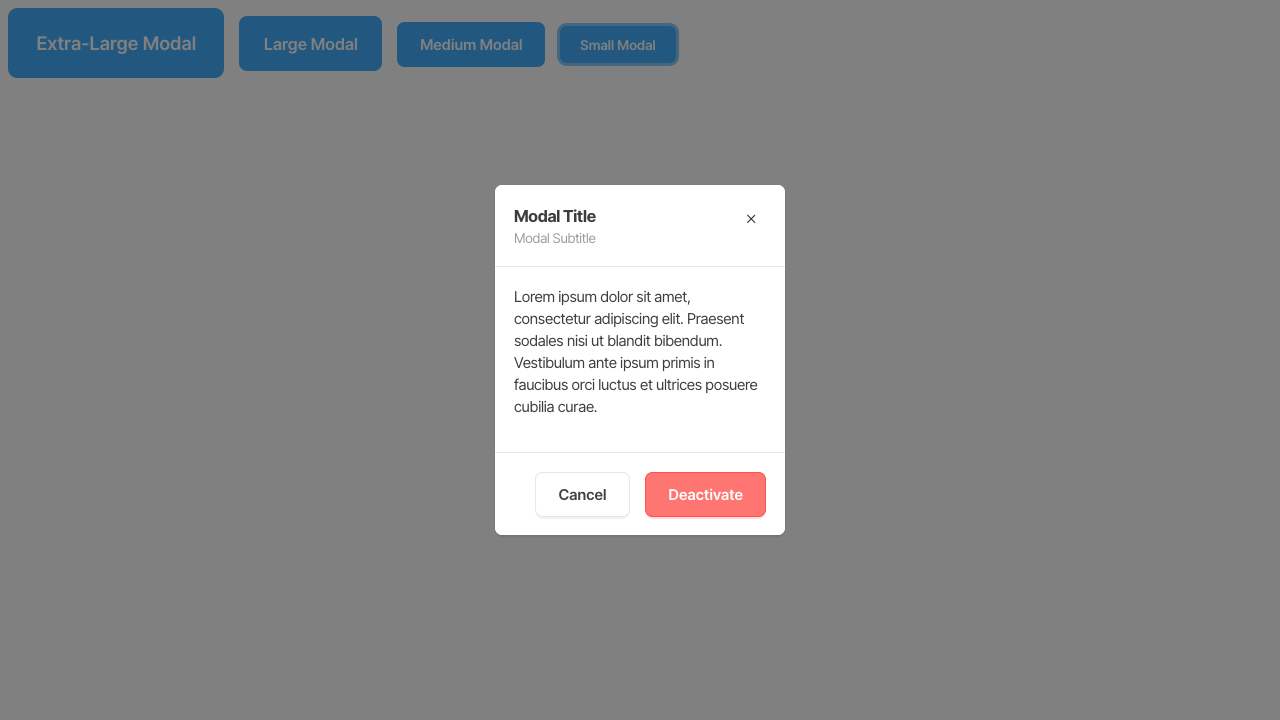 Extra-Large Modal
Large Modal
Medium Modal
Small Modal
Modal Title
×
Modal Subtitle
Lorem ipsum dolor sit amet,
consectetur adipiscing elit. Praesent
sodales nisi ut blandit bibendum.
Vestibulum ante ipsum primis in
faucibus orci luctus et ultrices posuere
cubilia curae.
Cancel
Deactivate